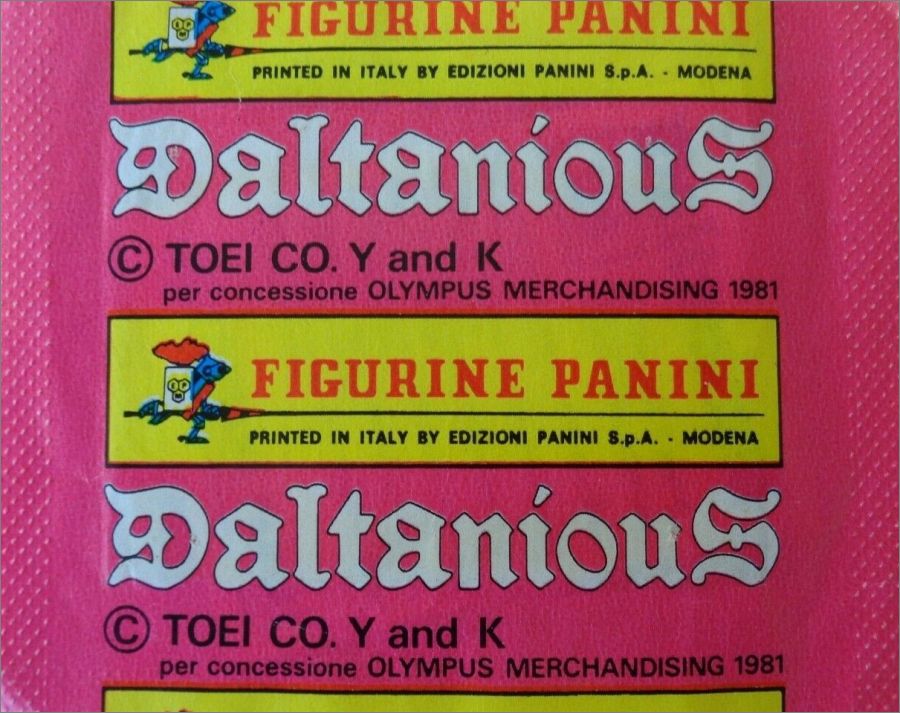 FIGURINE PANINI
PRINTED IN ITALY BY EDIZIONI PANINI S.p.A. - MODENA
Daltanious
© TOEI CO. Y and K
per concessione OLYMPUS MERCHANDISING 1981
FIGURINE PANINI
PRINTED IN ITALY BY EDIZIONI PANINI S.p.A. - MODENA
Daltanious
© TOEI CO. Y and K
per concessione OLYMPUS MERCHANDISING 1981